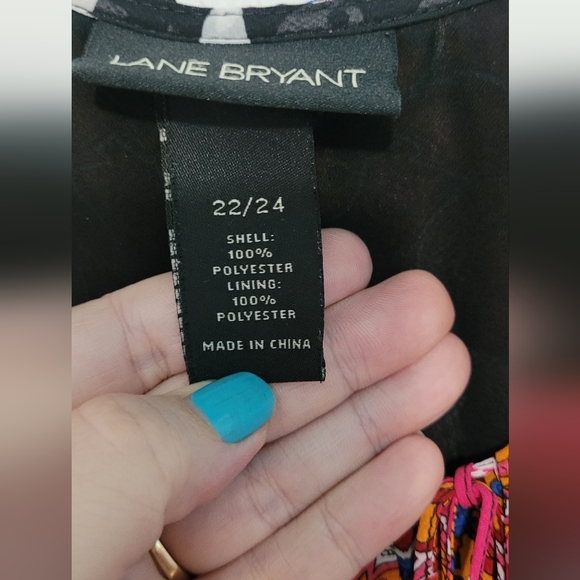 LANE BRYANT
22/24
SHELL:
100%
POLYESTER
LINING:
100%
POLYESTER
MADE IN CHINA